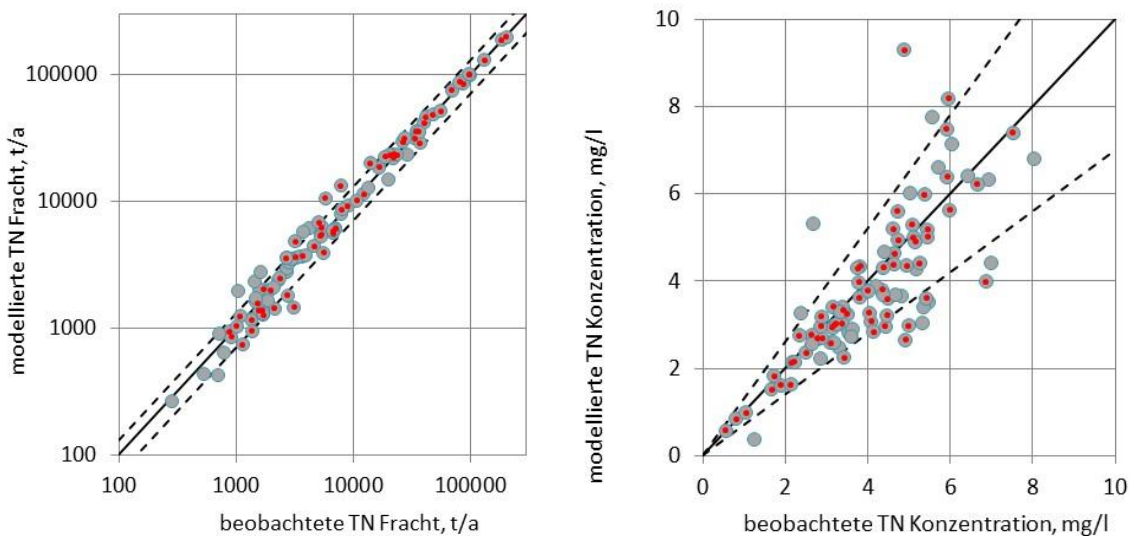 modellierte TN Fracht, t/a
100000
10000
1000
100
100 1000 10000 100000
beobachtete TN Fracht, t/a
modellierte TN Konzentration, mg/l
10
8
6
4
2
0
0 2 4 6 8 10
beobachtete TN Konzentration, mg/l